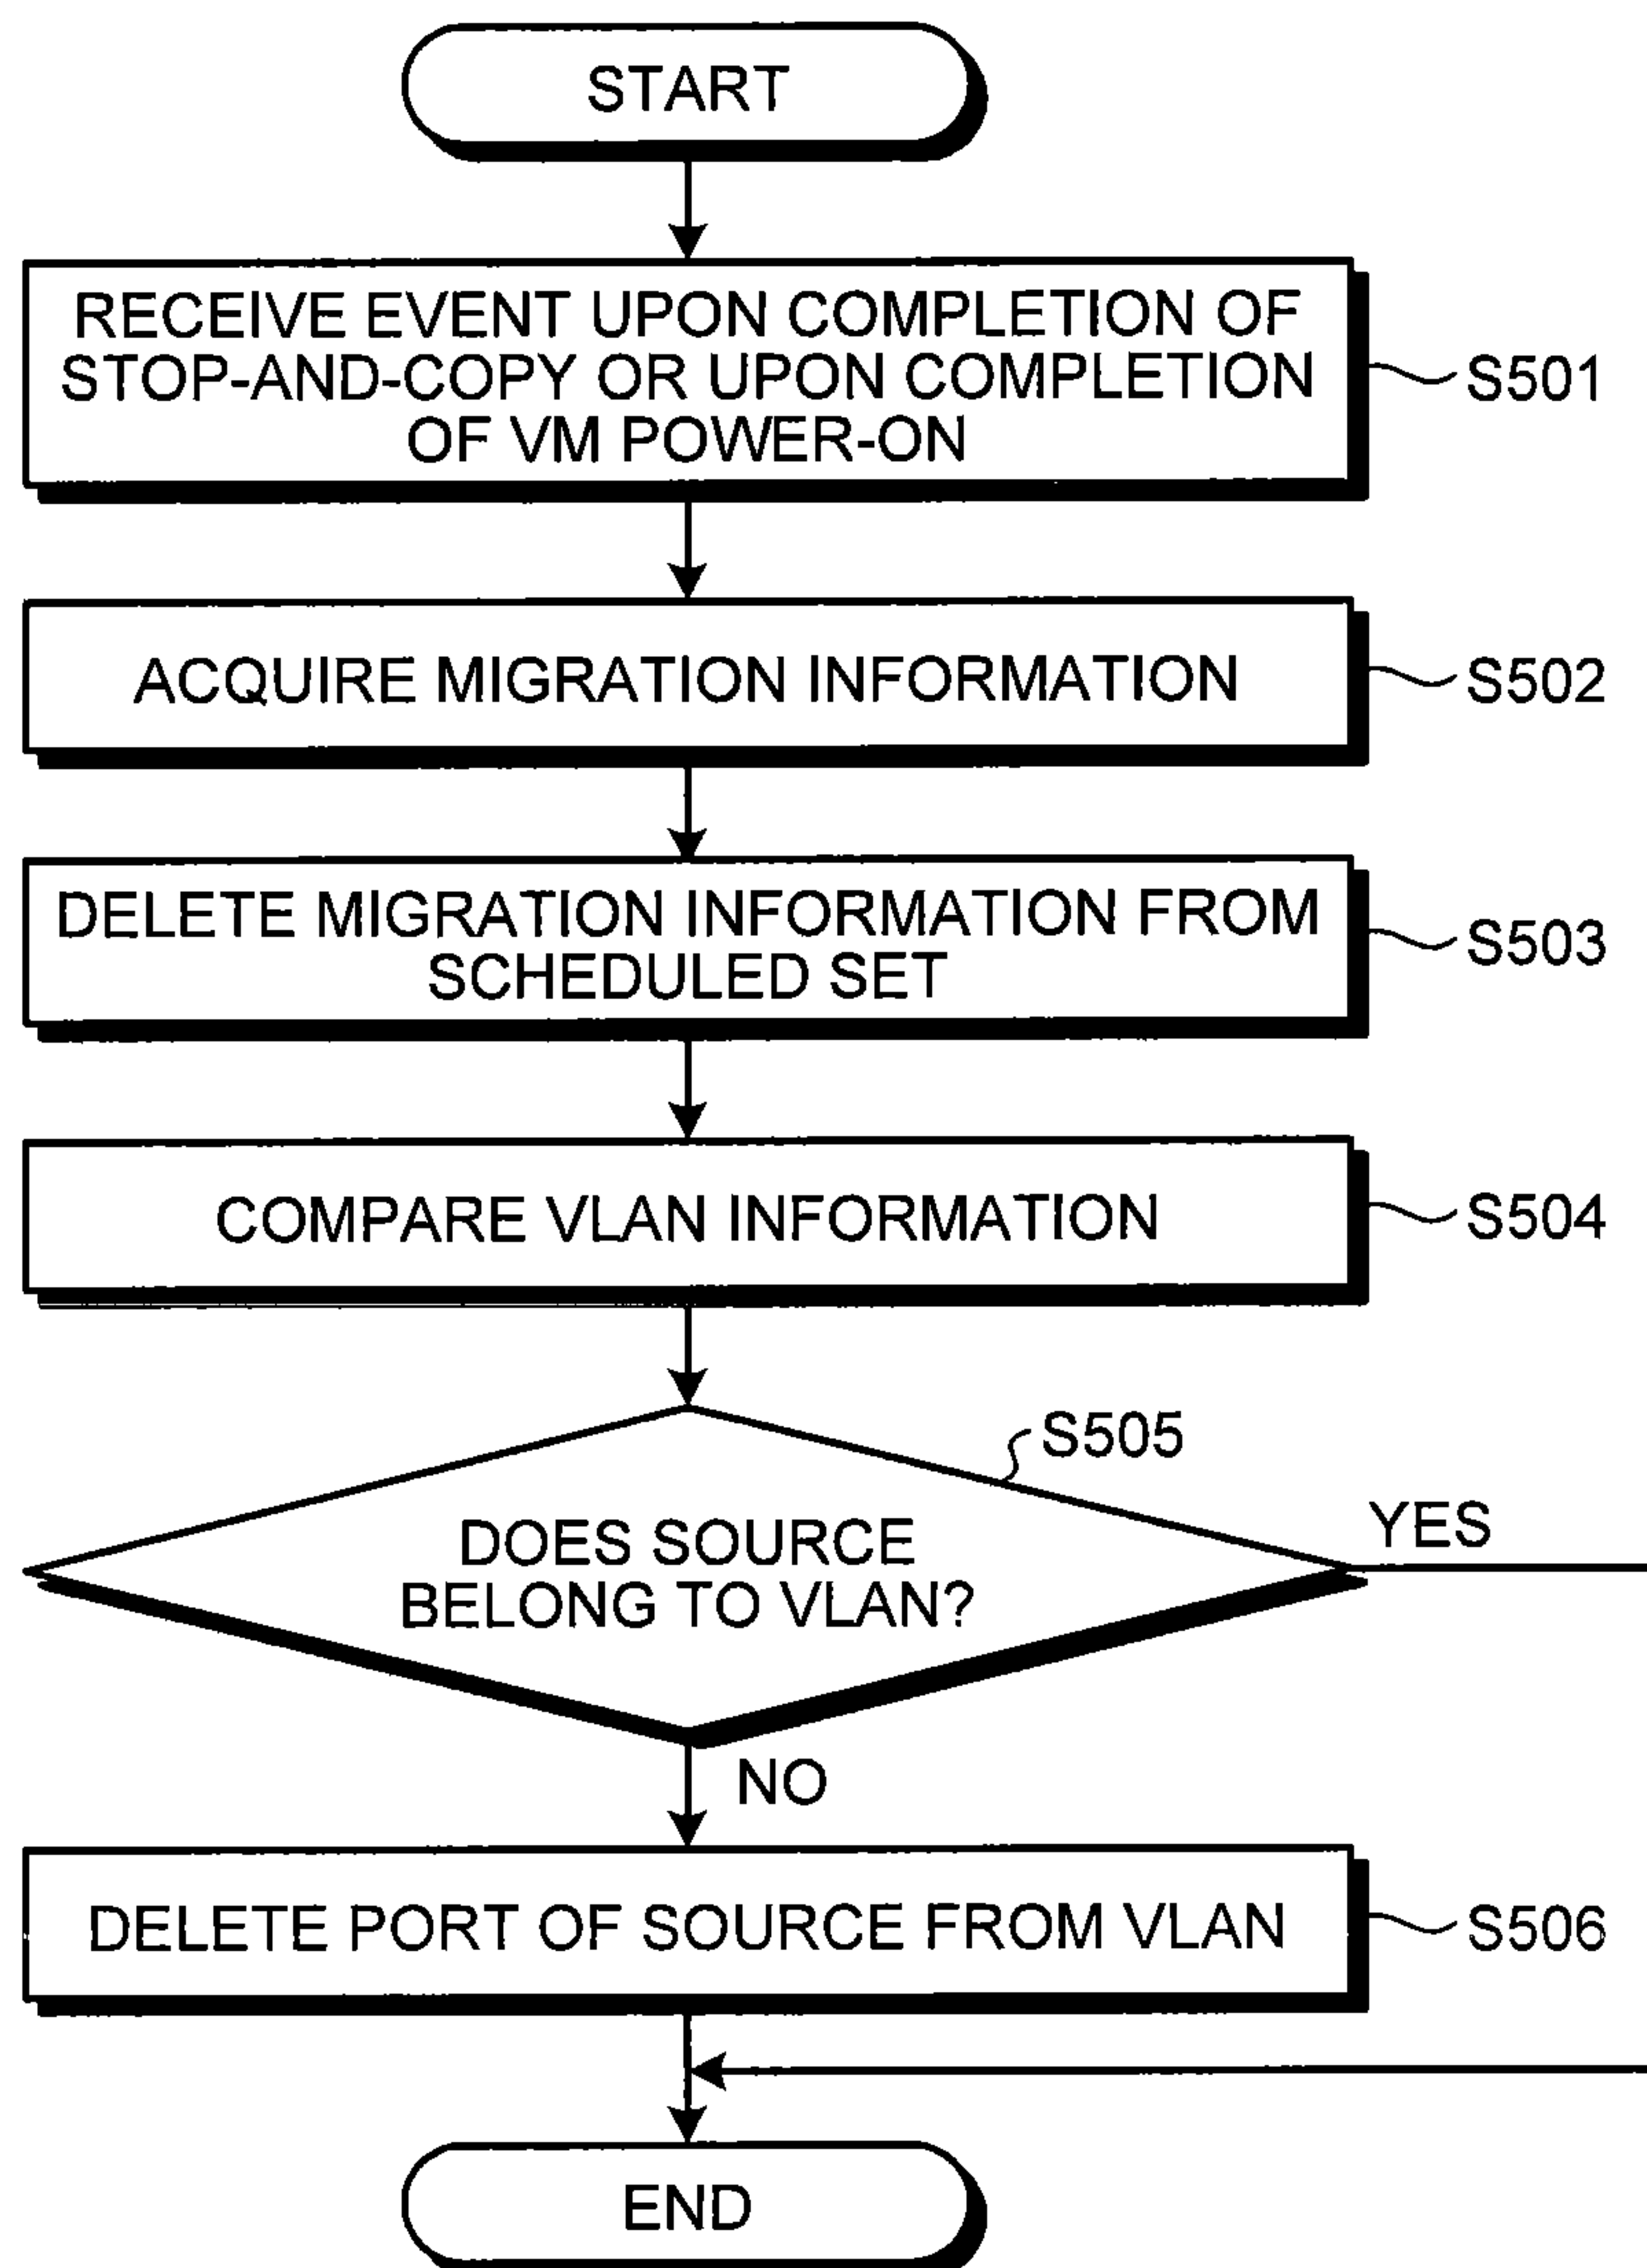 START
RECEIVE EVENT UPON COMPLETION OF
STOP-AND-COPY OR UPON COMPLETION
OF VM POWER-ON
S501
ACQUIRE MIGRATION INFORMATION
S502
DELETE MIGRATION INFORMATION FROM
SCHEDULED SET
S503
COMPARE VLAN INFORMATION
S504
S505
DOES SOURCE
BELONG TO VLAN?
YES
NO
DELETE PORT OF SOURCE FROM VLAN
S506
END